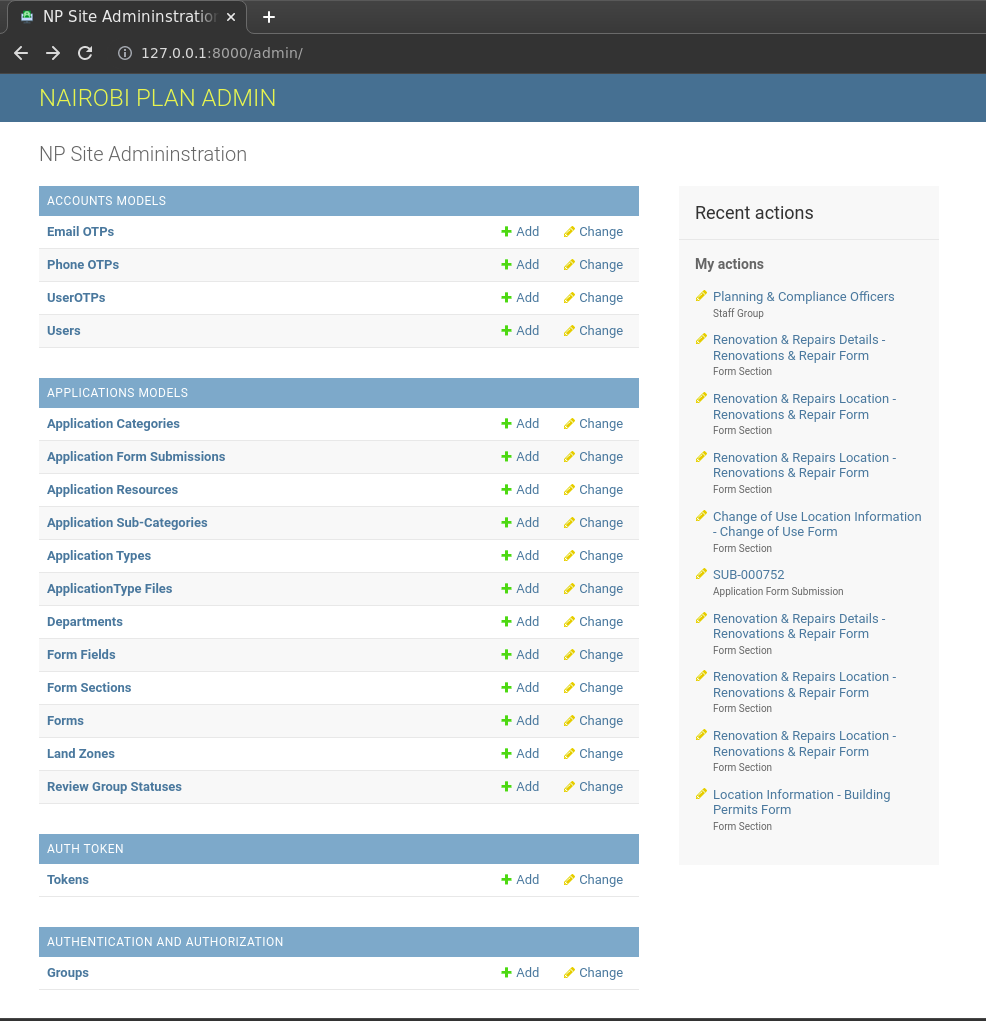 NP Site Admininstratio
127.0.0.1:8000/admin/
NAIROBI PLAN ADMIN
NP Site Admininstration
ACCOUNTS MODELS
Email OTPs Add Change
Phone OTPs Add Change
UserOTPs Add Change
Users Add Change
APPLICATIONS MODELS
Application Categories Add Change
Application Form Submissions Add Change
Application Resources Add Change
Application Sub-Categories Add Change
Application Types Add Change
ApplicationType Files Add Change
Departments Add Change
Form Fields Add Change
Form Sections Add Change
Forms Add Change
Land Zones Add Change
Review Group Statuses Add Change
AUTH TOKEN
Tokens Add Change
AUTHENTICATION AND AUTHORIZATION
Groups Add Change
Recent actions
My actions
Planning & Compliance Officers
Staff Group
Renovation & Repairs Details -
Renovations & Repair Form
Form Section
Renovation & Repairs Location -
Renovations & Repair Form
Form Section
Renovation & Repairs Location -
Renovations & Repair Form
Form Section
Change of Use Location Information
- Change of Use Form
Form Section
SUB-000752
Application Form Submission
Renovation & Repairs Details -
Renovations & Repair Form
Form Section
Renovation & Repairs Location -
Renovations & Repair Form
Form Section
Renovation & Repairs Location -
Renovations & Repair Form
Form Section
Location Information - Building
Permits Form
Form Section